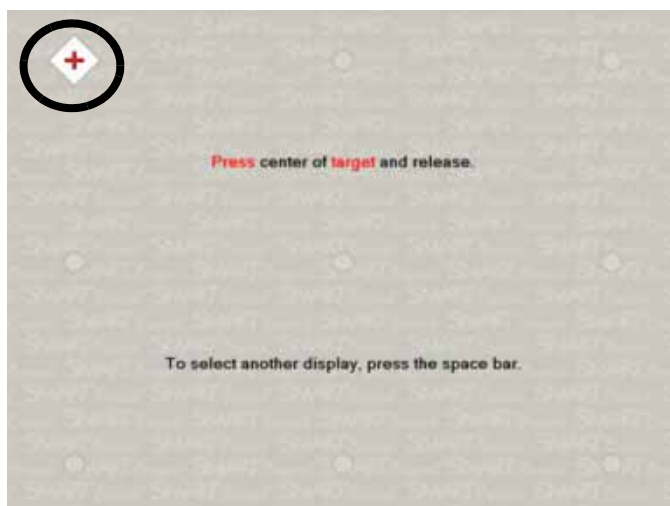 Press center of target and release.
To select another display, press the space bar.